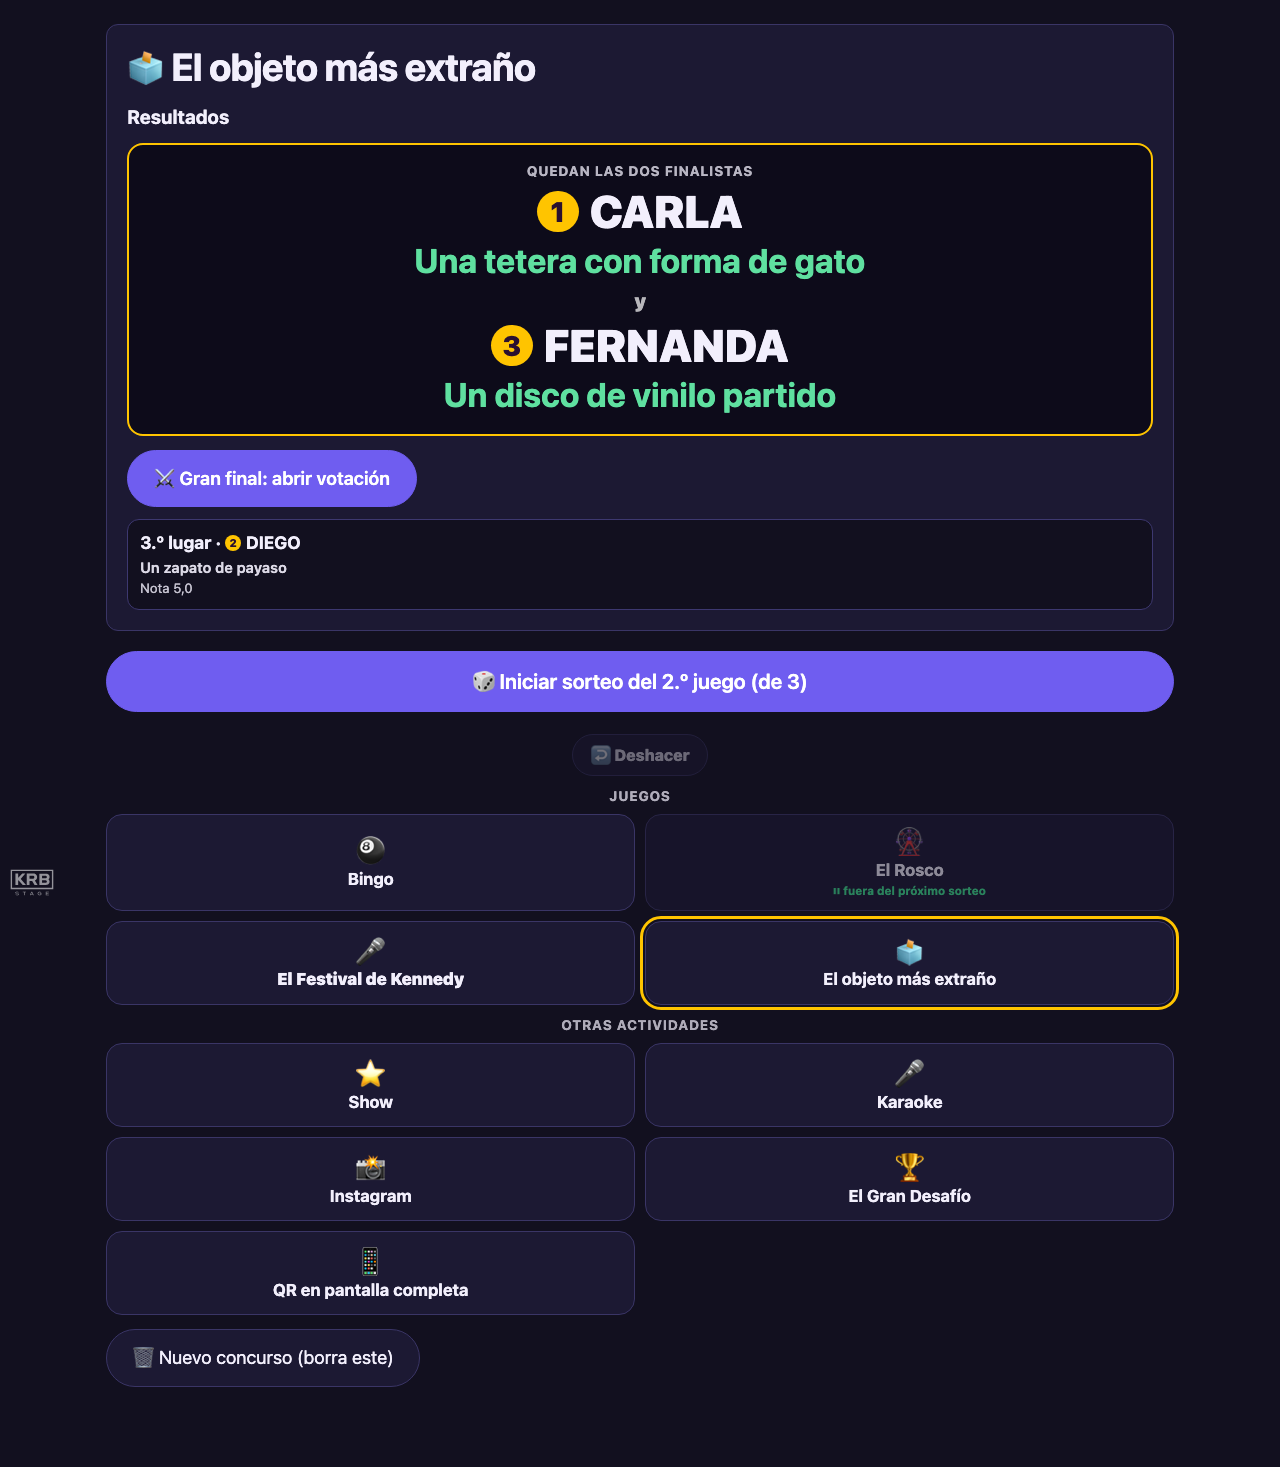 El objeto más extraño
Resultados
QUEDAN LAS DOS FINALISTAS
1 CARLA
Una tetera con forma de gato
y
3 FERNANDA
Un disco de vinilo partido
Gran final: abrir votación
3.º lugar · 2 DIEGO
Un zapato de payaso
Nota 5,0
Iniciar sorteo del 2.º juego (de 3)
Deshacer
JUEGOS
8
Bingo
El Rosco
fuera del próximo sorteo
KRB
STAGE
El Festival de Kennedy
El objeto más extraño
OTRAS ACTIVIDADES
Show
Karaoke
Instagram
El Gran Desafío
QR en pantalla completa
Nuevo concurso (borra este)